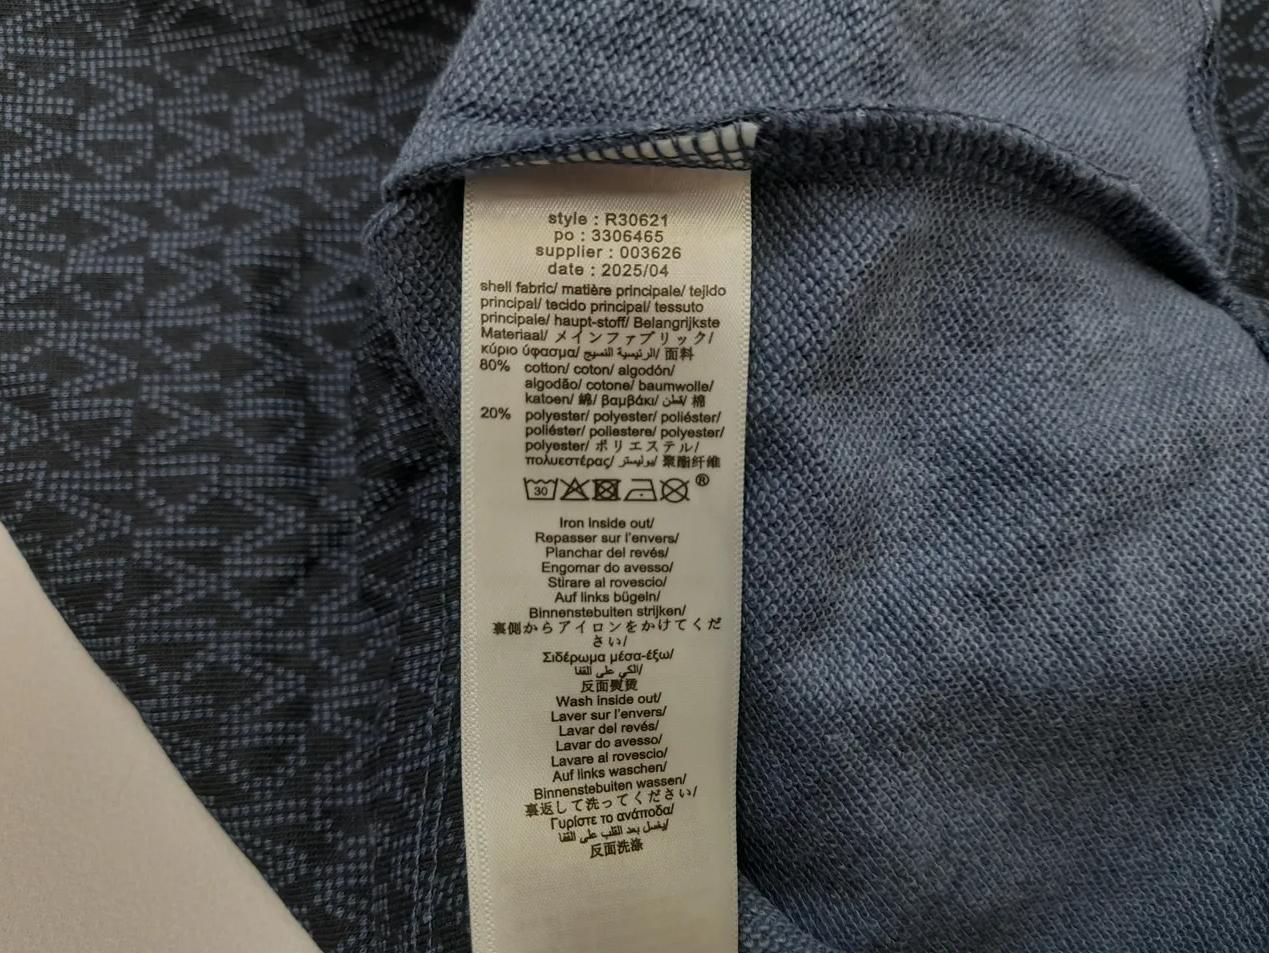 style : R30621
po : 3306465
supplier : 003626
date : 2025/04
shell fabric/ matière principale/ tejido
principal/ tecido principal/ tessuto
principale/ haupt-stoff/ Belangrijkste
Materiaal/ メインファブリック/
κύριο ύφασμα/ الرئيسية النسيج/ 面料
80% cotton/ coton/ algodón/
algodão/ cotone/ baumwolle/
katoen/ 綿/ βαμβάκι/ قطن/ 棉
20% polyester/ polyester/ poliéster/
poliéster/ poliestere/ polyester/
polyester/ ポリエステル/
πολυεστέρας/ بوليستر/ 聚酯纤维
30 ®
Iron inside out/
Repasser sur l'envers/
Planchar del revés/
Engomar do avesso/
Stirare al rovescio/
Auf links bügeln/
Binnenstebuiten strijken/
裏側からアイロンをかけてくだ
さい/
Σιδέρωμα μέσα-έξω/
الكي على القفا/
反面熨烫
Wash inside out/
Laver sur l'envers/
Lavar del revés/
Lavar do avesso/
Lavare al rovescio/
Auf links waschen/
Binnenstebuiten wassen/
裏返して洗ってください/
Γυρίστε το ανάποδα/
يغسل بعد القلب على القفا/
反面洗涤